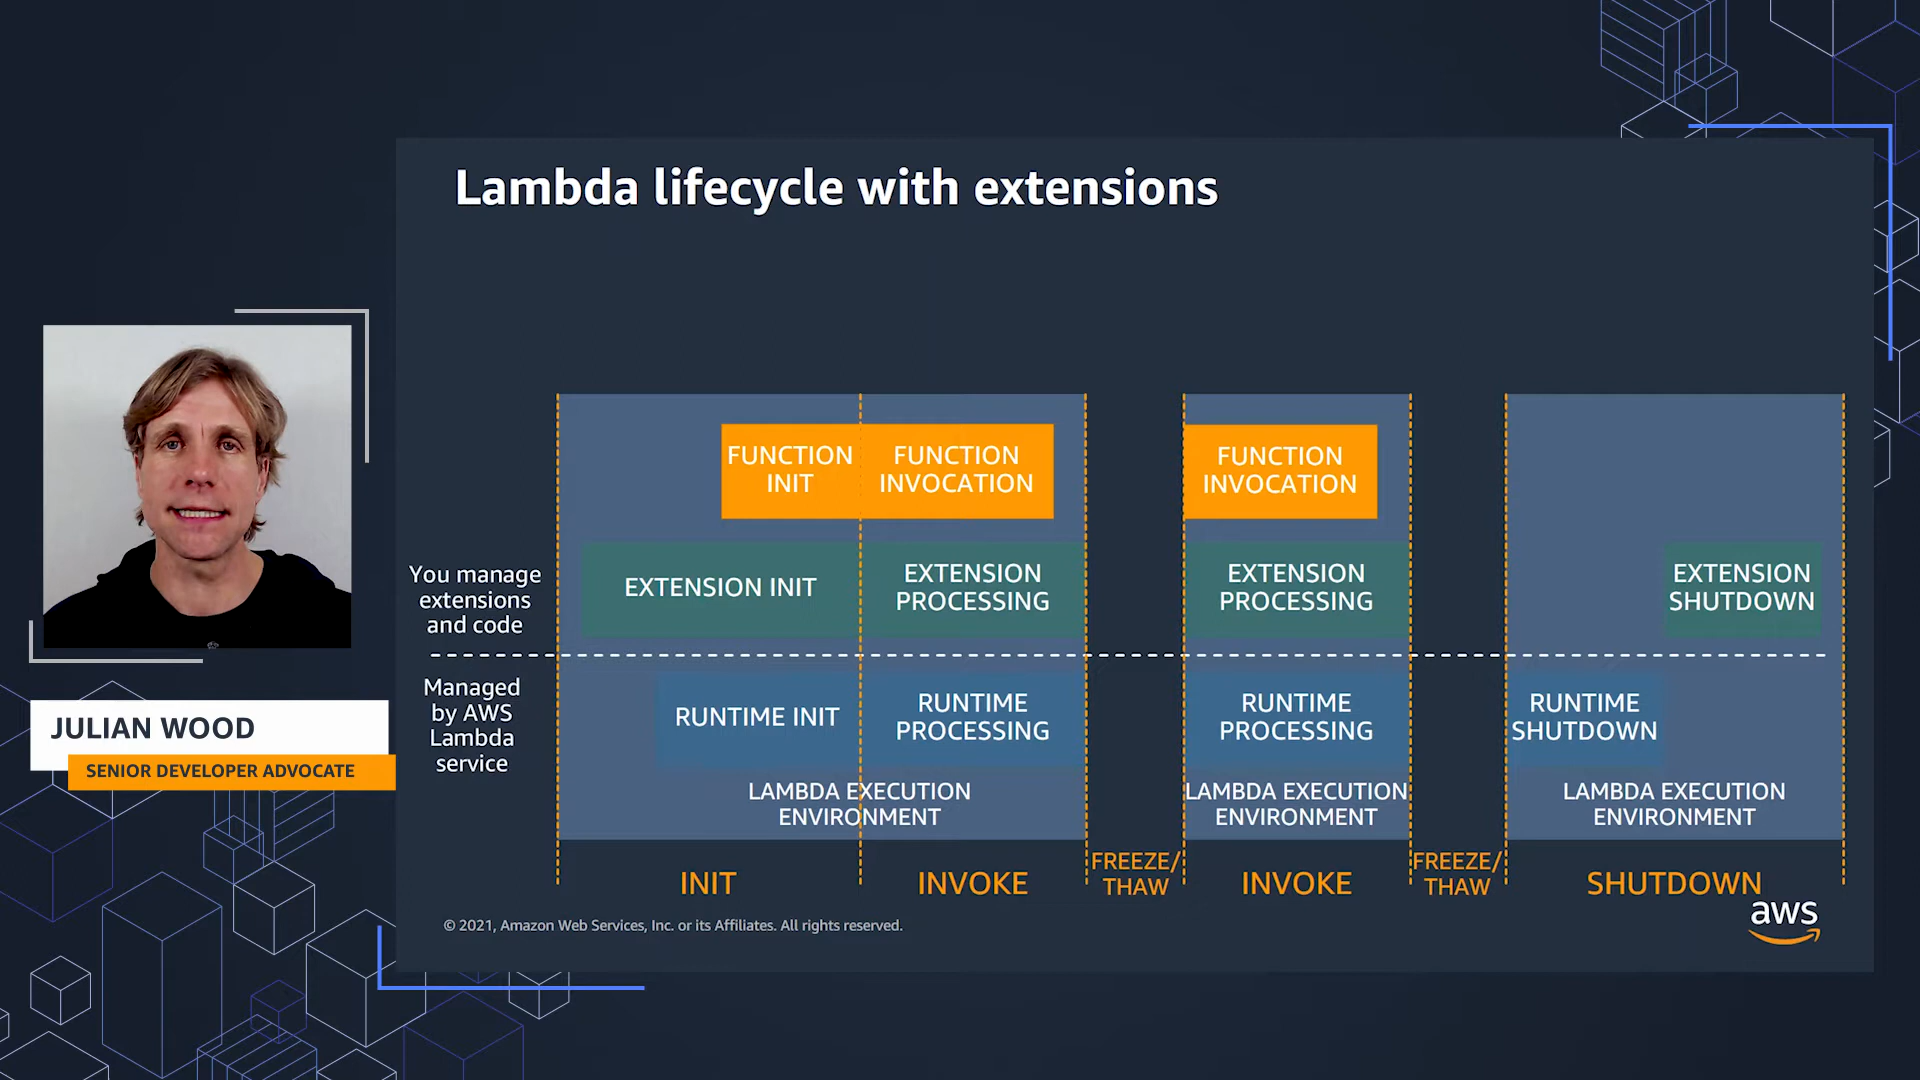 Lambda lifecycle with extensions
FUNCTION
INIT
FUNCTION
INVOCATION
FUNCTION
INVOCATION
You manage
extensions
and code
EXTENSION INIT
EXTENSION
PROCESSING
EXTENSION
PROCESSING
EXTENSION
SHUTDOWN
Managed
by AWS
Lambda
service
RUNTIME INIT
RUNTIME
PROCESSING
RUNTIME
PROCESSING
RUNTIME
SHUTDOWN
LAMBDA EXECUTION
ENVIRONMENT
LAMBDA EXECUTION
ENVIRONMENT
LAMBDA EXECUTION
ENVIRONMENT
INIT
INVOKE
FREEZE/
THAW
INVOKE
FREEZE/
THAW
SHUTDOWN
© 2021, Amazon Web Services, Inc. or its Affiliates. All rights reserved.
aws
JULIAN WOOD
SENIOR DEVELOPER ADVOCATE